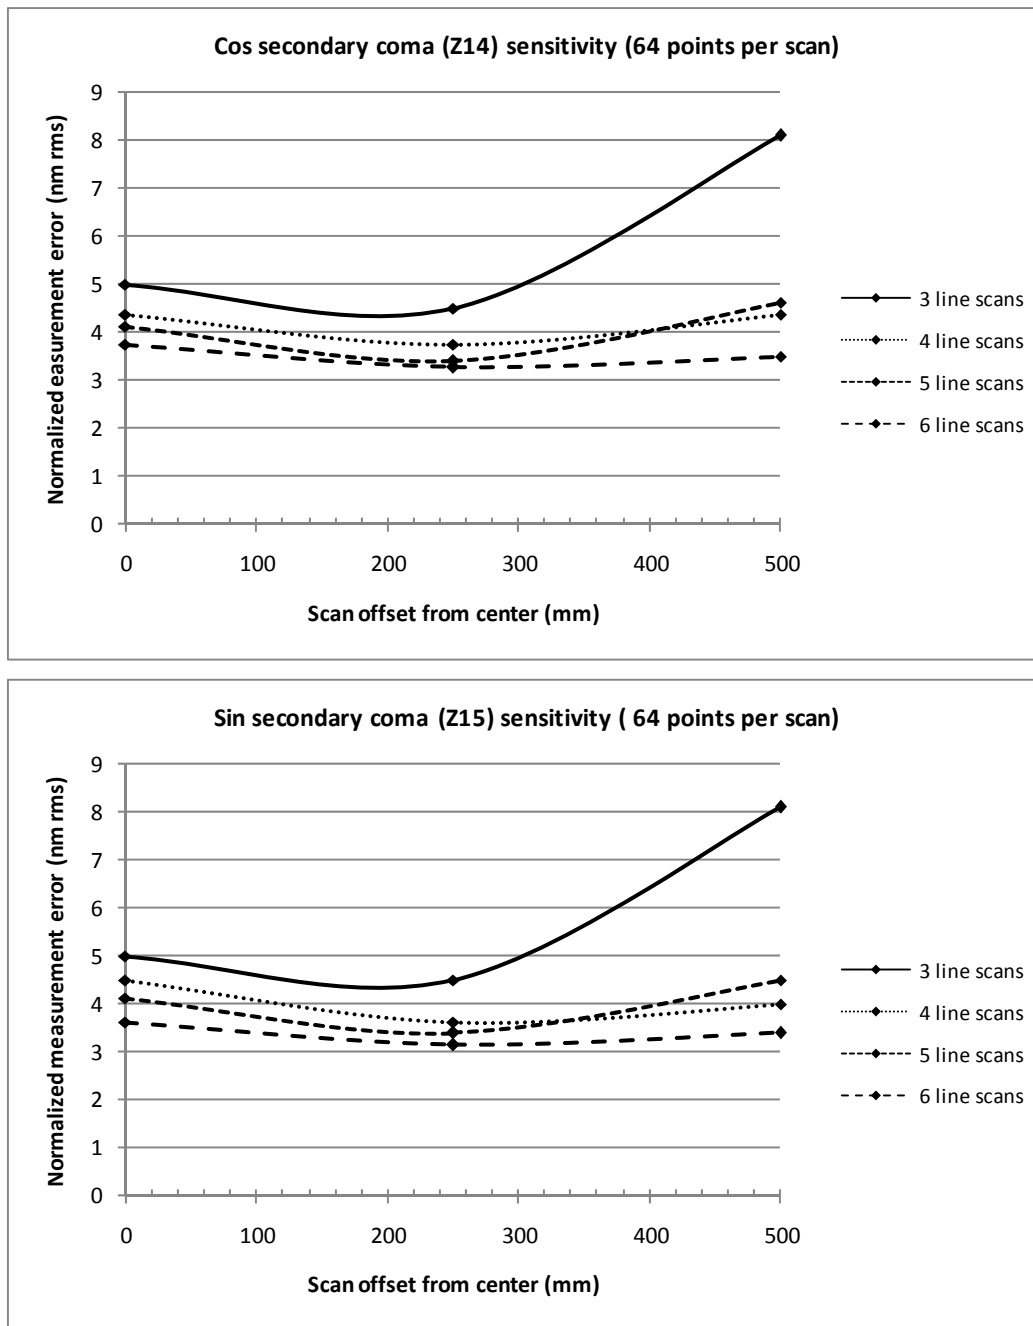 Cos secondary coma (Z14) sensitivity (64 points per scan)
Normalized easurement error (nm rms)
9
8
7
6
5
4
3
2
1
0
0 100 200 300 400 500
Scan offset from center (mm)
3 line scans
4 line scans
5 line scans
6 line scans
Sin secondary coma (Z15) sensitivity ( 64 points per scan)
Normalized measurement error (nm rms)
9
8
7
6
5
4
3
2
1
0
0 100 200 300 400 500
Scan offset from center (mm)
3 line scans
4 line scans
5 line scans
6 line scans